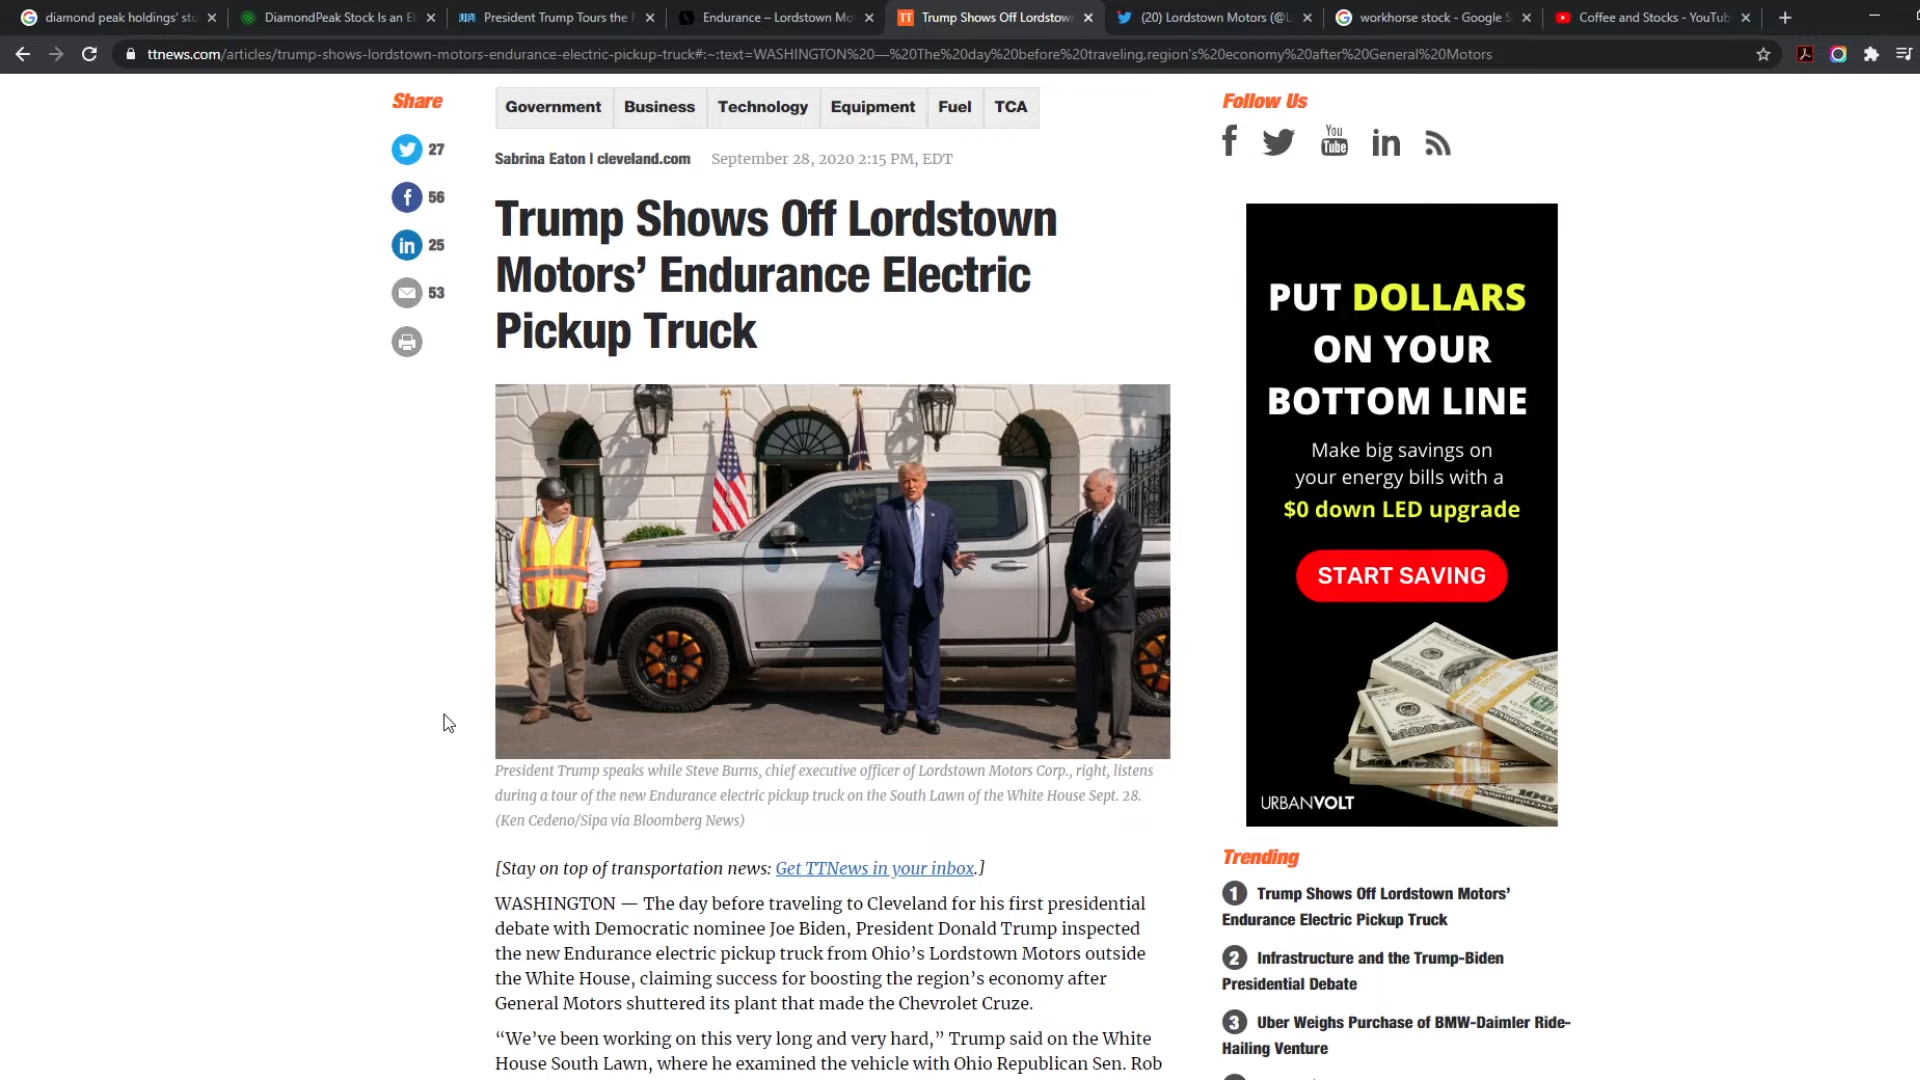 diamond peak holdings' sto
DiamondPeak Stock Is an El
President Trump Tours the N
Endurance – Lordstown Mo
Trump Shows Off Lordstow
(20) Lordstown Motors (@L
workhorse stock - Google S
Coffee and Stocks - YouTub
ttnews.com/articles/trump-shows-lordstown-motors-endurance-electric-pickup-truck#:~:text=WASHINGTON%20—%20The%20day%20before%20traveling,region's%20economy%20after%20General%20Motors
Share
27
56
25
53
Government Business Technology Equipment Fuel TCA
Sabrina Eaton | cleveland.com September 28, 2020 2:15 PM, EDT
Trump Shows Off Lordstown
Motors’ Endurance Electric
Pickup Truck
President Trump speaks while Steve Burns, chief executive officer of Lordstown Motors Corp., right, listens
during a tour of the new Endurance electric pickup truck on the South Lawn of the White House Sept. 28.
(Ken Cedeno/Sipa via Bloomberg News)
[Stay on top of transportation news: Get TTNews in your inbox.]
WASHINGTON — The day before traveling to Cleveland for his first presidential
debate with Democratic nominee Joe Biden, President Donald Trump inspected
the new Endurance electric pickup truck from Ohio’s Lordstown Motors outside
the White House, claiming success for boosting the region’s economy after
General Motors shuttered its plant that made the Chevrolet Cruze.
“We’ve been working on this very long and very hard,” Trump said on the White
House South Lawn, where he examined the vehicle with Ohio Republican Sen. Rob
Follow Us
You
Tube
PUT DOLLARS
ON YOUR
BOTTOM LINE
Make big savings on
your energy bills with a
$0 down LED upgrade
START SAVING
URBANVOLT
Trending
1 Trump Shows Off Lordstown Motors’
Endurance Electric Pickup Truck
2 Infrastructure and the Trump-Biden
Presidential Debate
3 Uber Weighs Purchase of BMW-Daimler Ride-
Hailing Venture